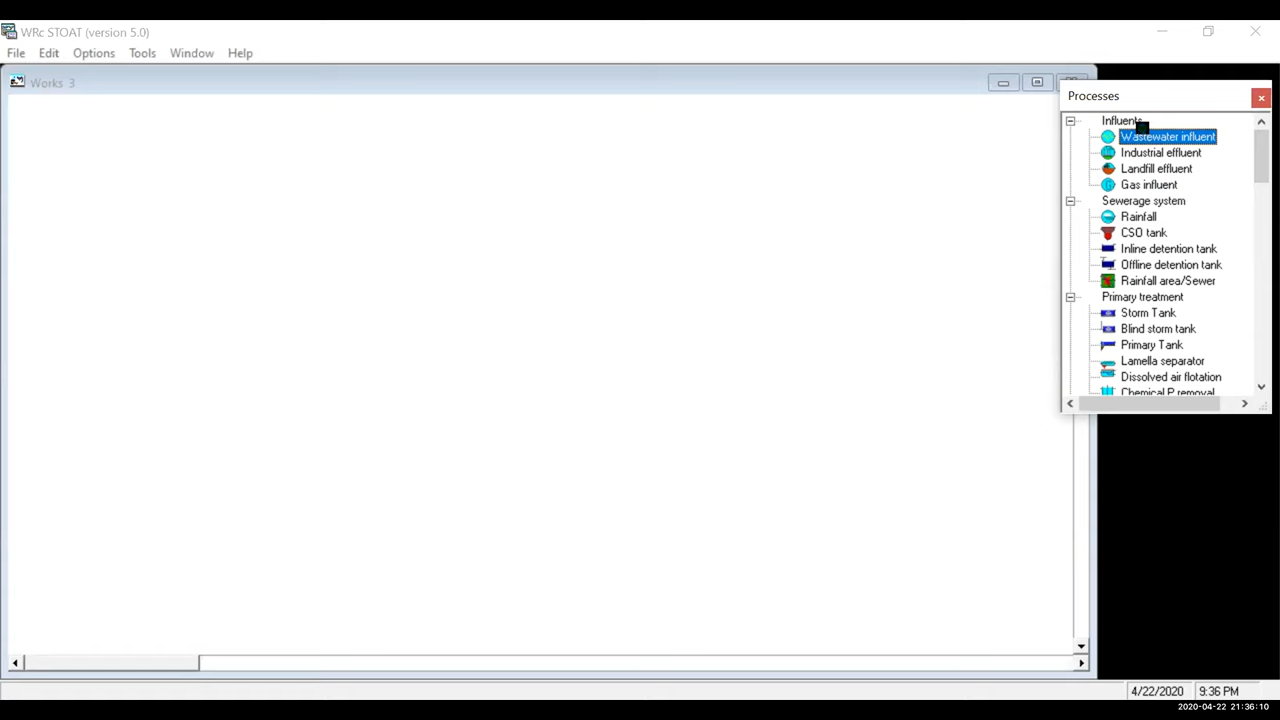 WRc STOAT (version 5.0)
File Edit Options Tools Window Help
Works 3
Processes
Influents
Wastewater influent
Industrial effluent
Landfill effluent
Gas influent
Sewerage system
Rainfall
CSO tank
Inline detention tank
Offline detention tank
Rainfall area/Sewer
Primary treatment
Storm Tank
Blind storm tank
Primary Tank
Lamella separator
Dissolved air flotation
Chemical P removal
4/22/2020 9:36 PM
2020-04-22 21:36:10